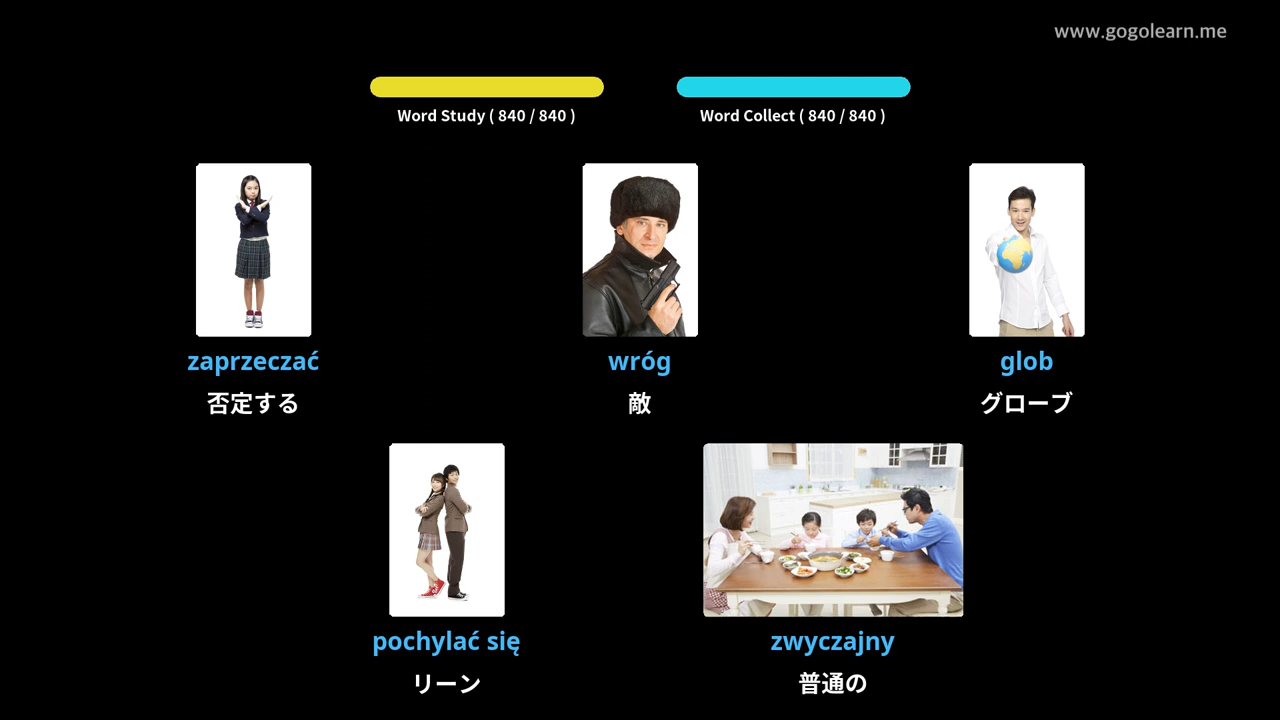 www.gogolearn.me
Word Study ( 840 / 840 )
Word Collect ( 840 / 840 )
zaprzeczać
否定する
wróg
敵
glob
グローブ
pochylać się
リーン
zwyczajny
普通の